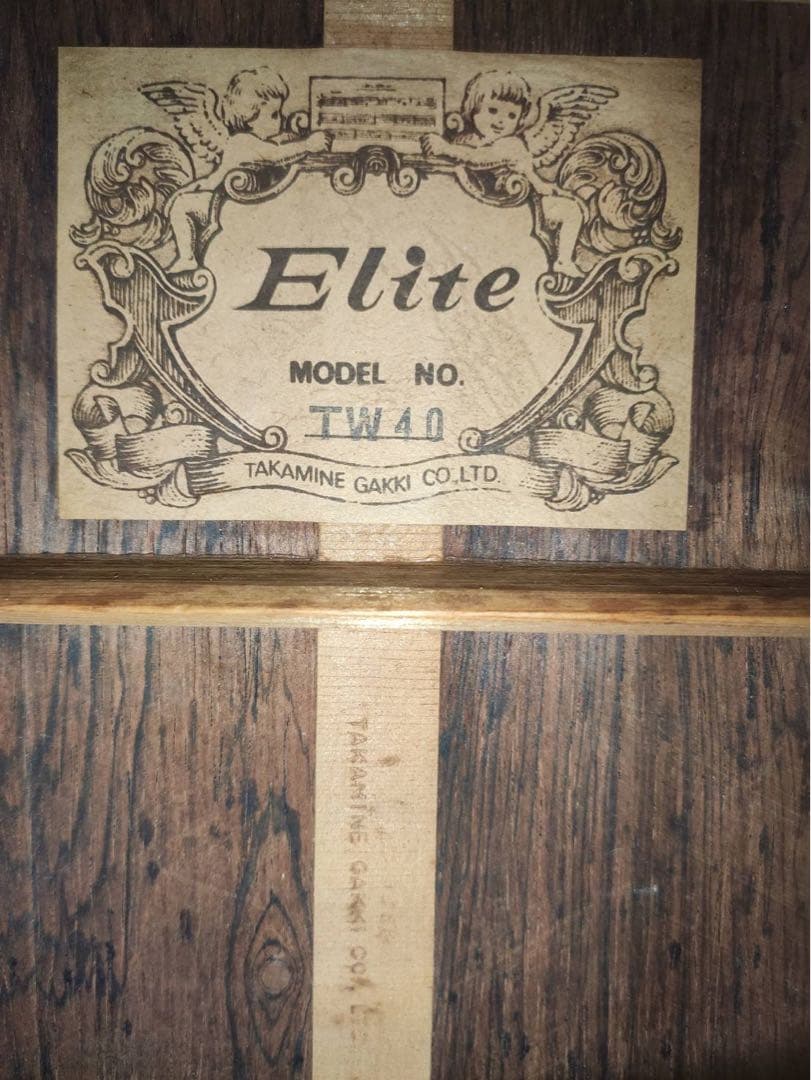 Elite
MODEL NO.
TW40
TAKAMINE GAKKI CO.,LTD.
TAKAMINE GAKKI